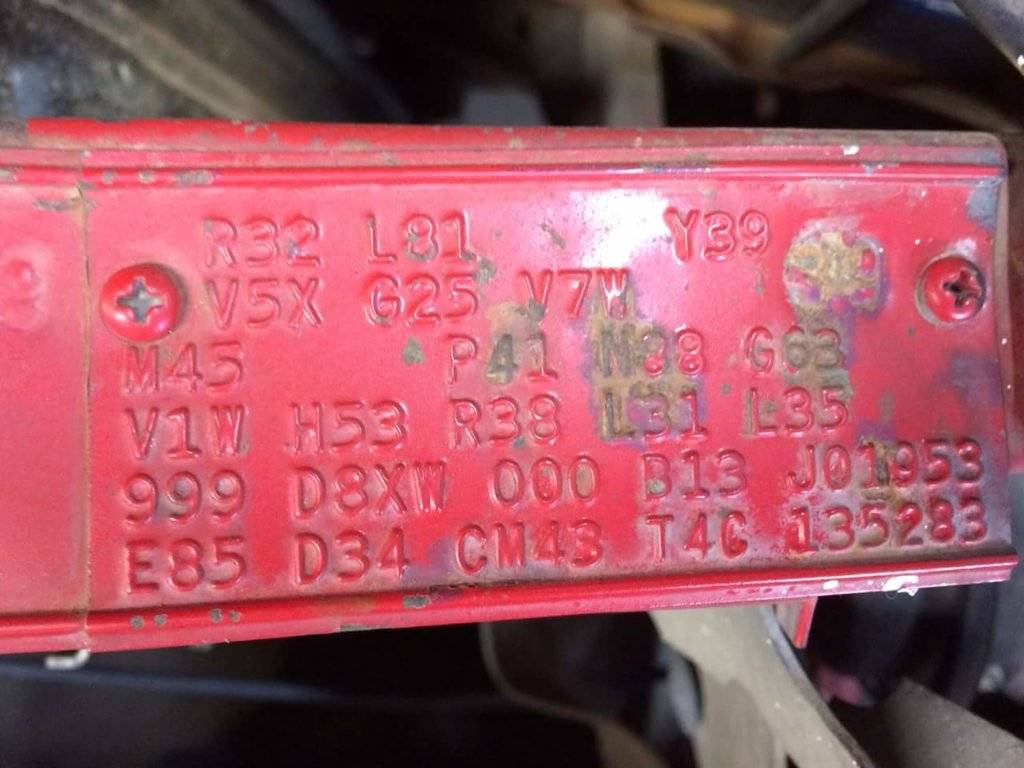 R32 L81 Y39
V5X G25 V7W
M45 P41 N88 G63
V1W H53 R38 L31 L35
999 D8XW 000 B13 J01953
E85 D34 CM43 T4C 135283